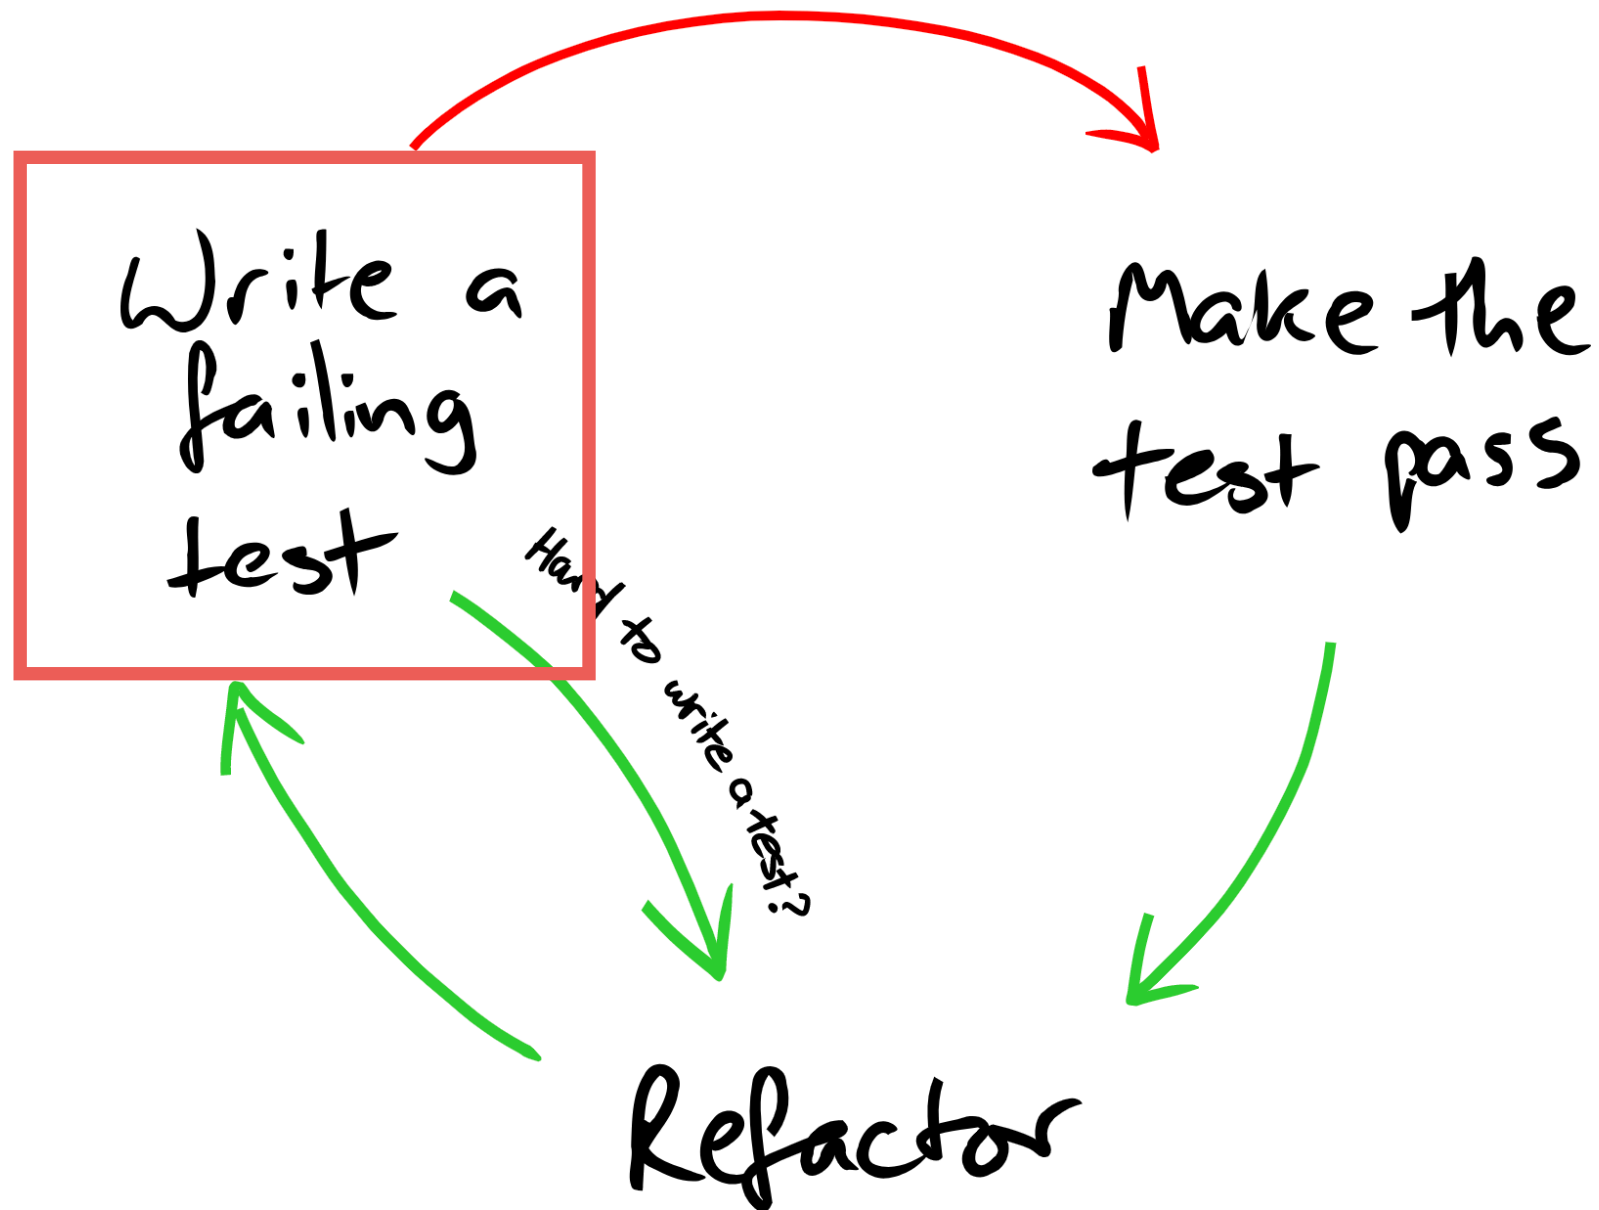 Write a
failing
test
Make the
test pass
Hard to write a test?
Refactor